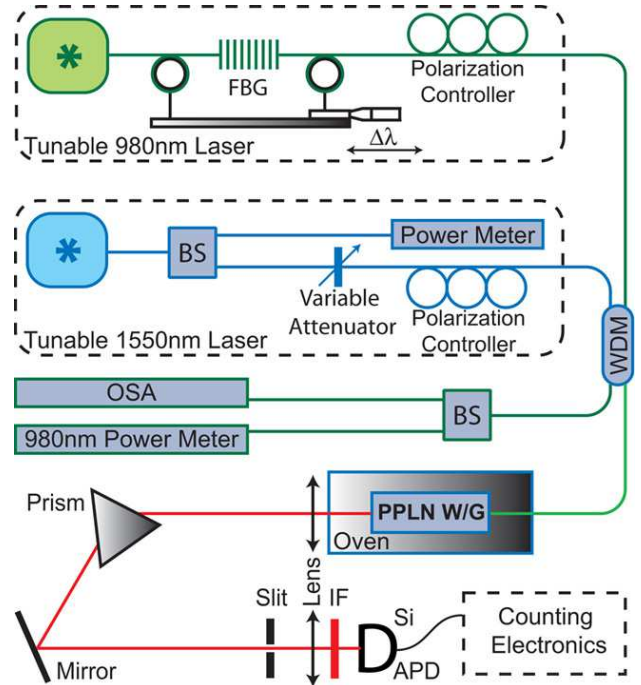 FBG
Polarization
Controller
Tunable 980nm Laser
Δλ
BS
Power Meter
Variable
Attenuator
Polarization
Controller
Tunable 1550nm Laser
WDM
OSA
BS
980nm Power Meter
Prism
PPLN W/G
Oven
Lens
Slit
IF
Si
APD
Counting
Electronics
Mirror